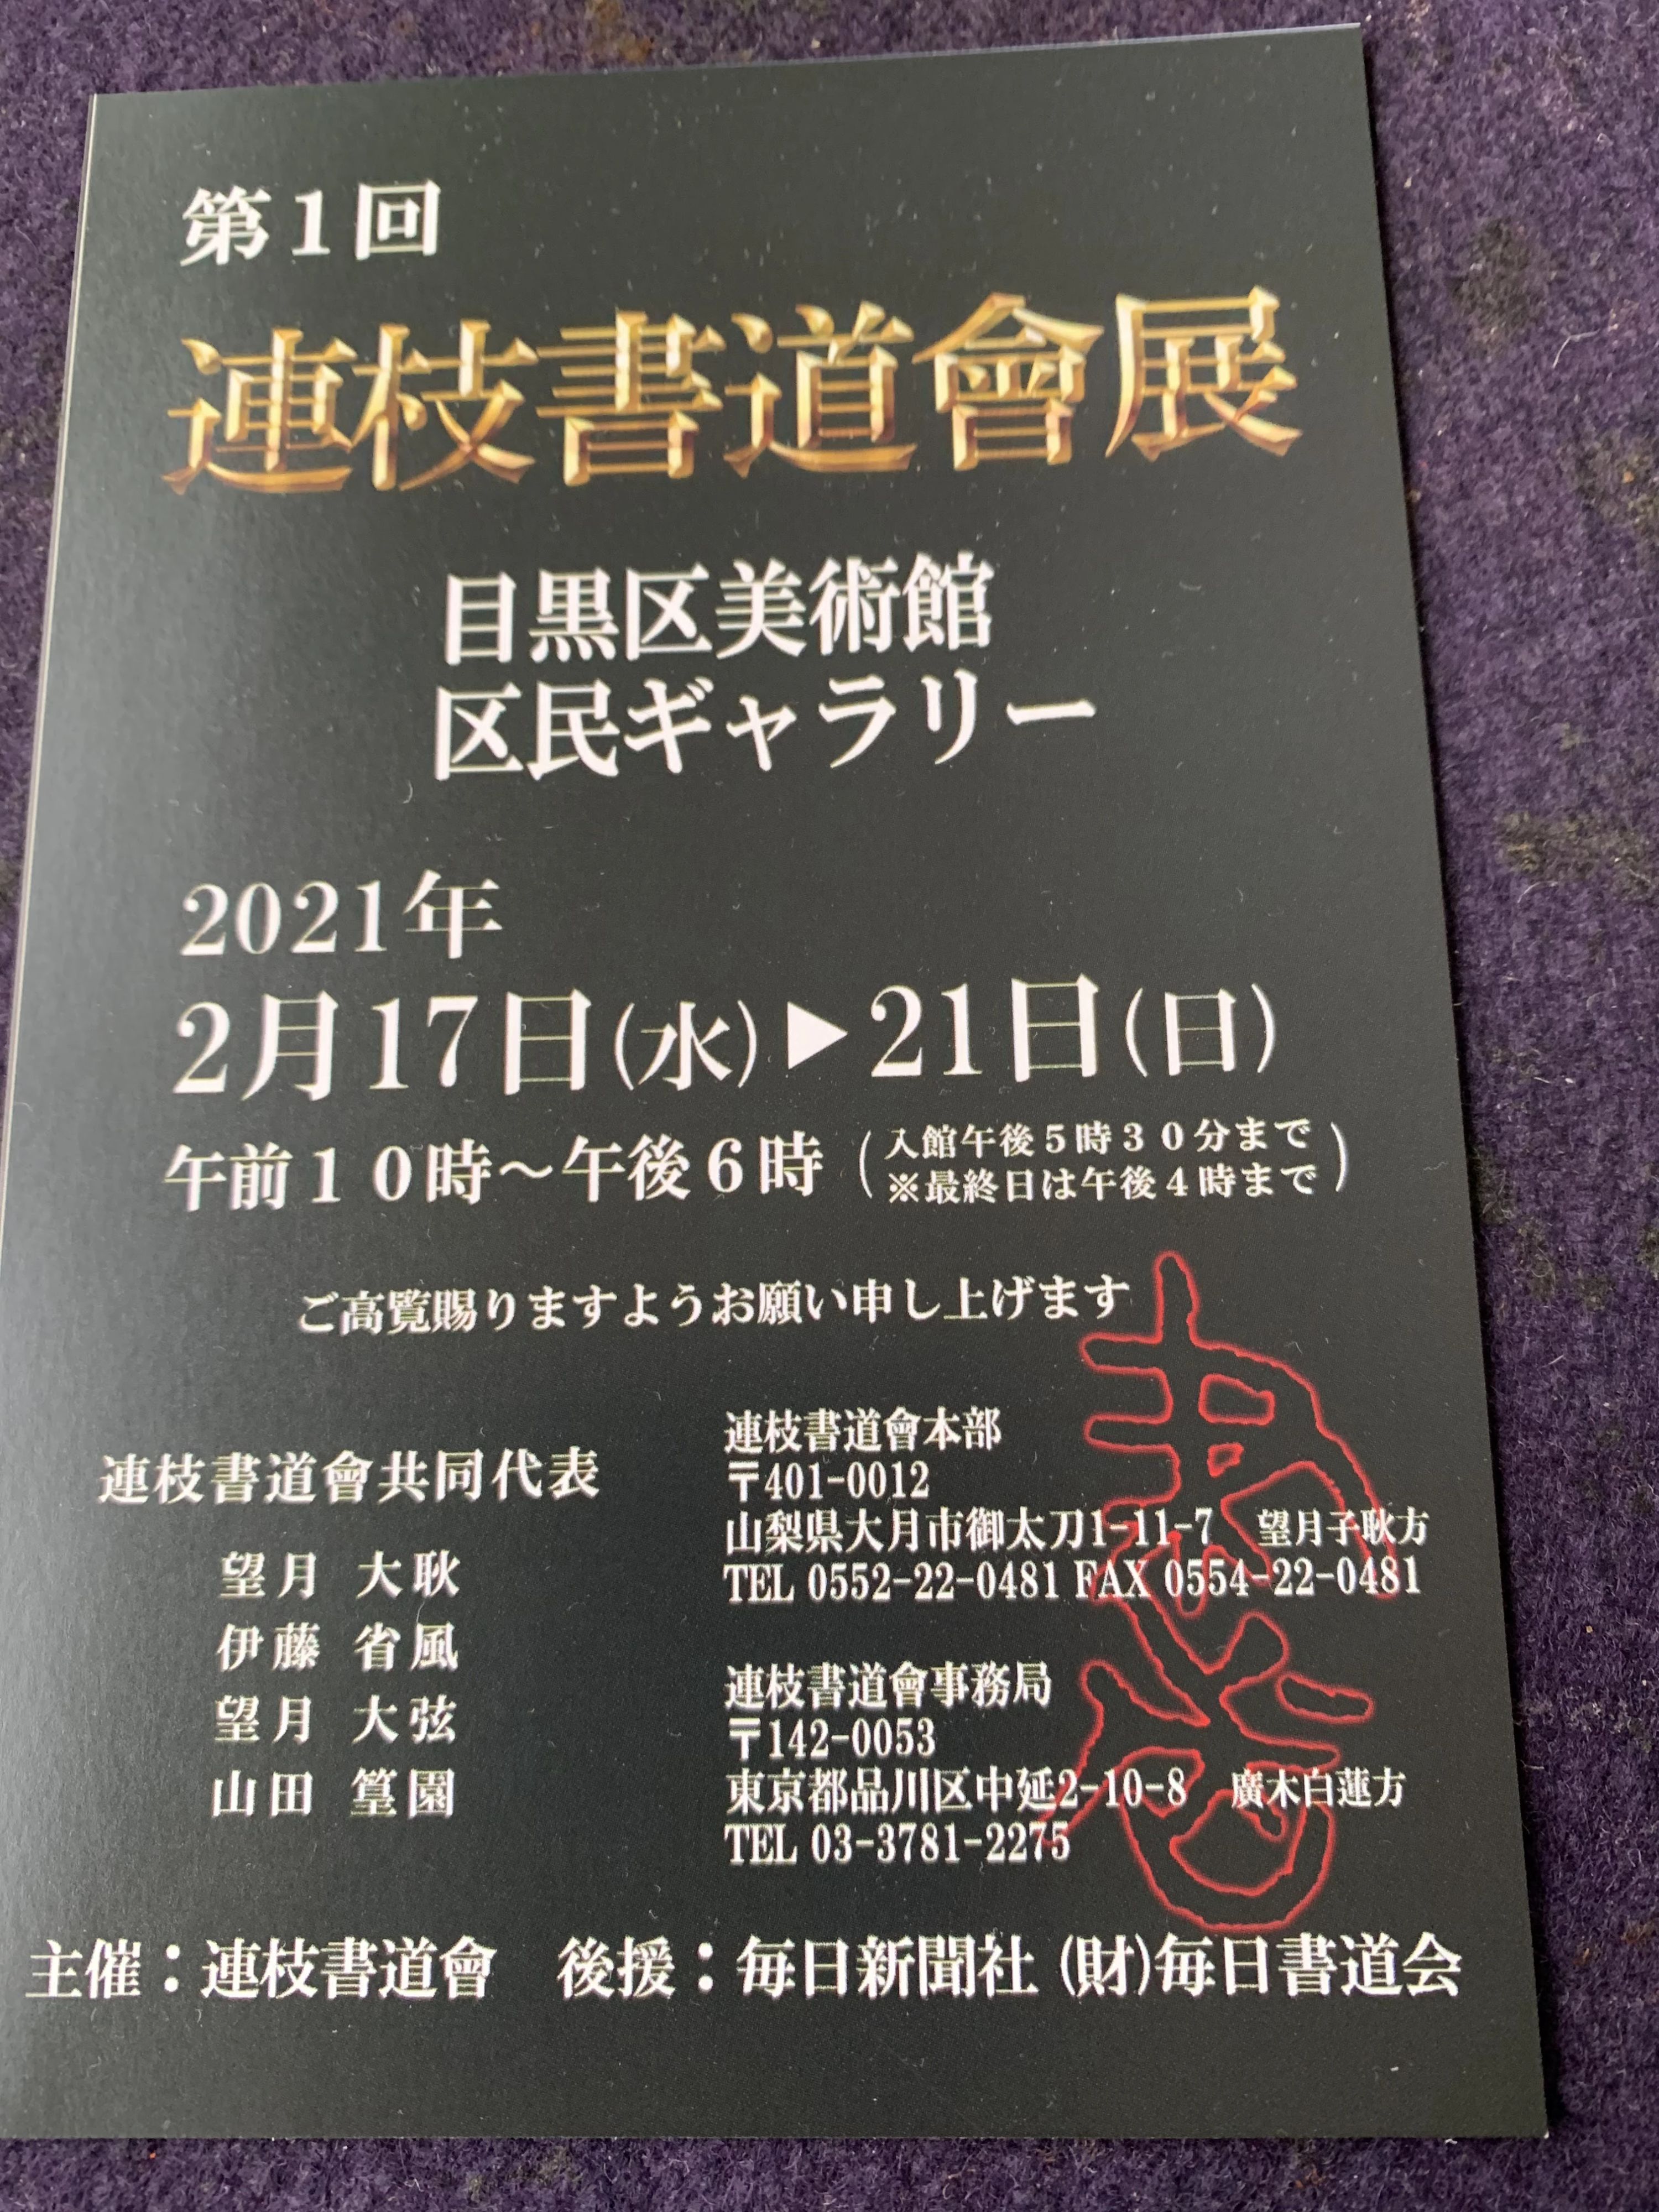 第1回
連枝書道會展
目黒区美術館
区民ギャラリー
2021年
2月17日(水)▶21日(日)
午前10時～午後6時 (入館午後5時30分まで
※最終日は午後4時まで)
ご高覧賜りますようお願い申し上げます
連枝書道會共同代表
望月 大耿
伊藤 省風
望月 大弦
山田 篁園
連枝書道會本部
〒401-0012
山梨県大月市御太刀1-11-7 望月子耿方
TEL 0552-22-0481 FAX 0554-22-0481
連枝書道會事務局
〒142-0053
東京都品川区中延2-10-8 廣木白蓮方
TEL 03-3781-2275
主催：連枝書道會 後援：毎日新聞社 (財)毎日書道会